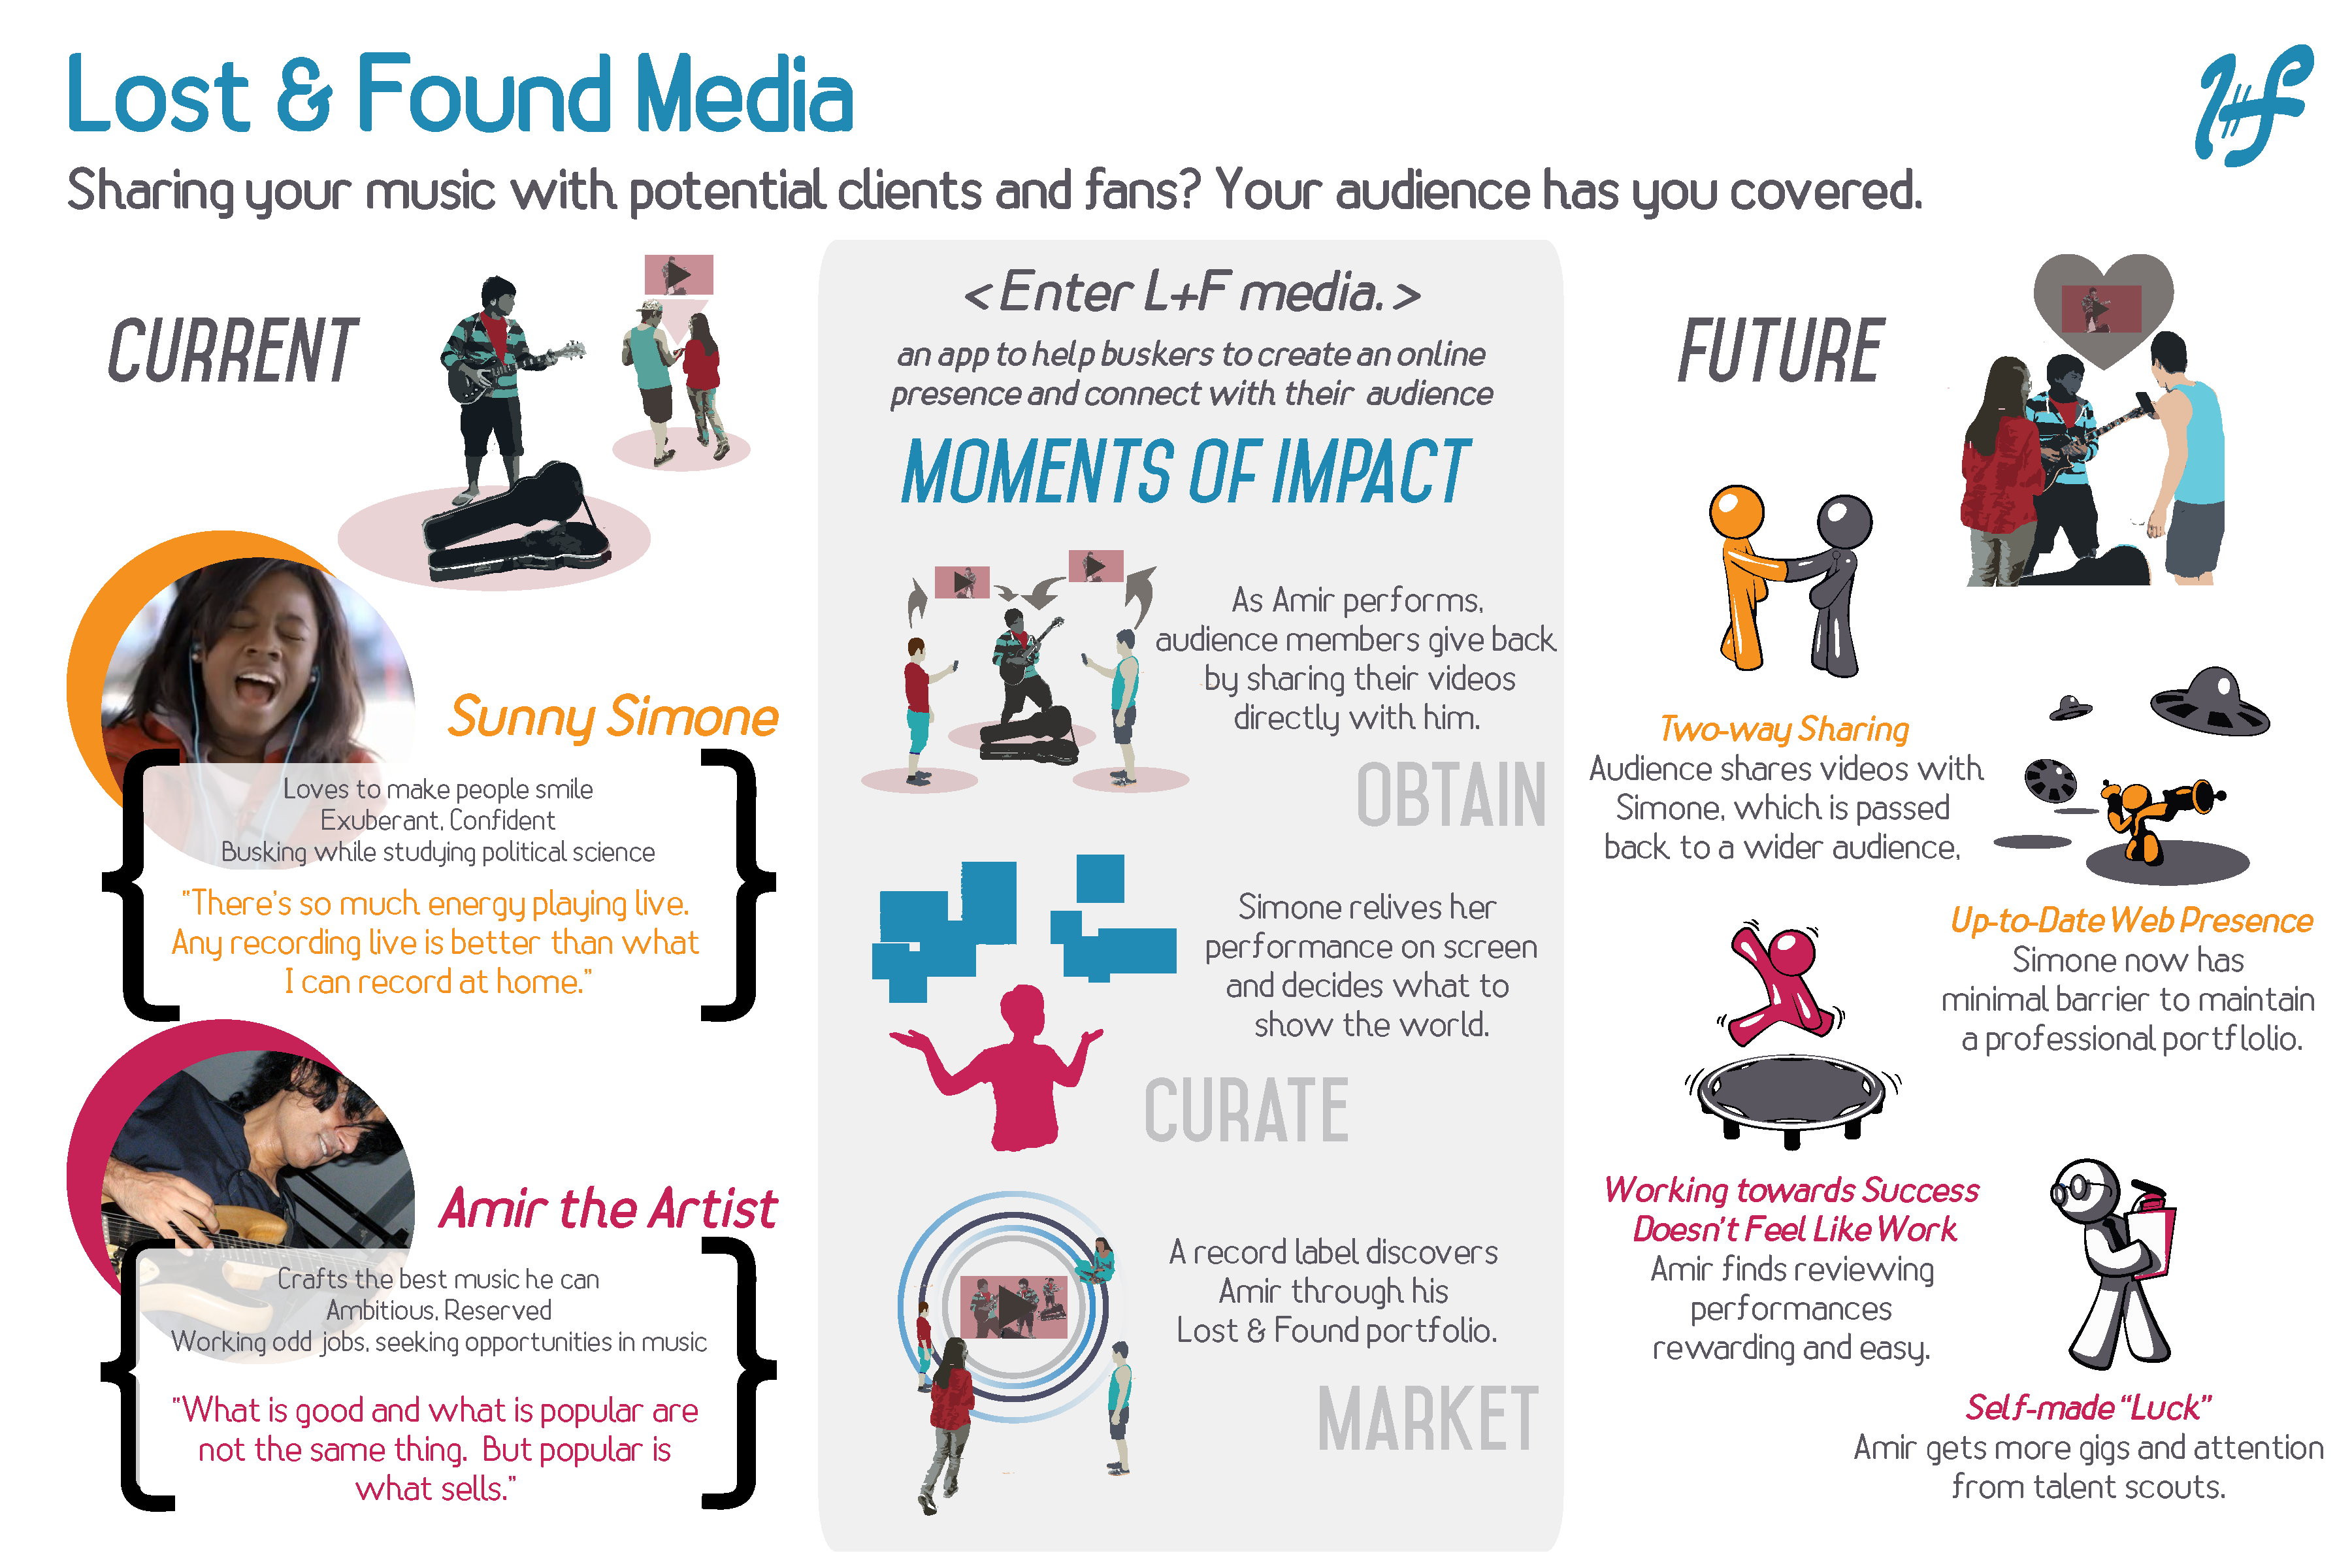 Lost & Found Media
l+f
Sharing your music with potential clients and fans? Your audience has you covered.
CURRENT
Sunny Simone
Loves to make people smile
Exuberant, Confident
Busking while studying political science
"There's so much energy playing live.
Any recording live is better than what
I can record at home."
Amir the Artist
Crafts the best music he can
Ambitious, Reserved
Working odd jobs, seeking opportunities in music
"What is good and what is popular are
not the same thing. But popular is
what sells."
< Enter L+F media. >
an app to help buskers to create an online
presence and connect with their audience
MOMENTS OF IMPACT
As Amir performs,
audience members give back
by sharing their videos
directly with him.
OBTAIN
Simone relives her
performance on screen
and decides what to
show the world.
CURATE
A record label discovers
Amir through his
Lost & Found portfolio.
MARKET
FUTURE
Two-way Sharing
Audience shares videos with
Simone, which is passed
back to a wider audience,
Up-to-Date Web Presence
Simone now has
minimal barrier to maintain
a professional portflolio.
Working towards Success
Doesn't Feel Like Work
Amir finds reviewing
performances
rewarding and easy.
Self-made “Luck”
Amir gets more gigs and attention
from talent scouts.